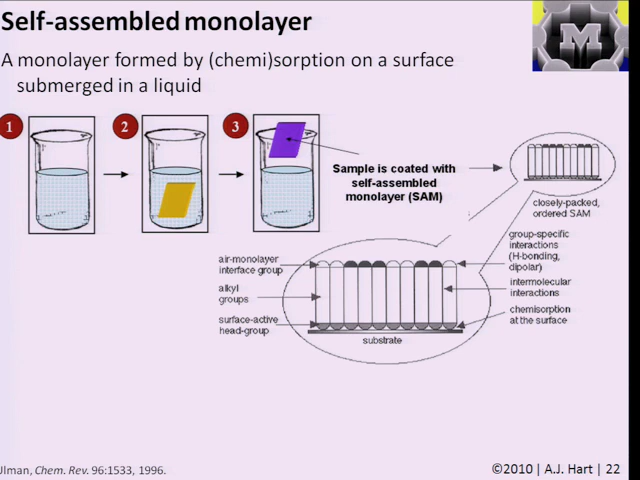 Self-assembled monolayer
A monolayer formed by (chemi)sorption on a surface
submerged in a liquid
M
1
2
3
Sample is coated with
self-assembled
monolayer (SAM)
closely-packed,
ordered SAM
air-monolayer
interface group
alkyl
groups
surface-active
head-group
substrate
group-specific
interactions
(H-bonding,
dipolar)
intermolecular
interactions
chemisorption
at the surface
Ulman, Chem. Rev. 96:1533, 1996.
©2010 | A.J. Hart | 22